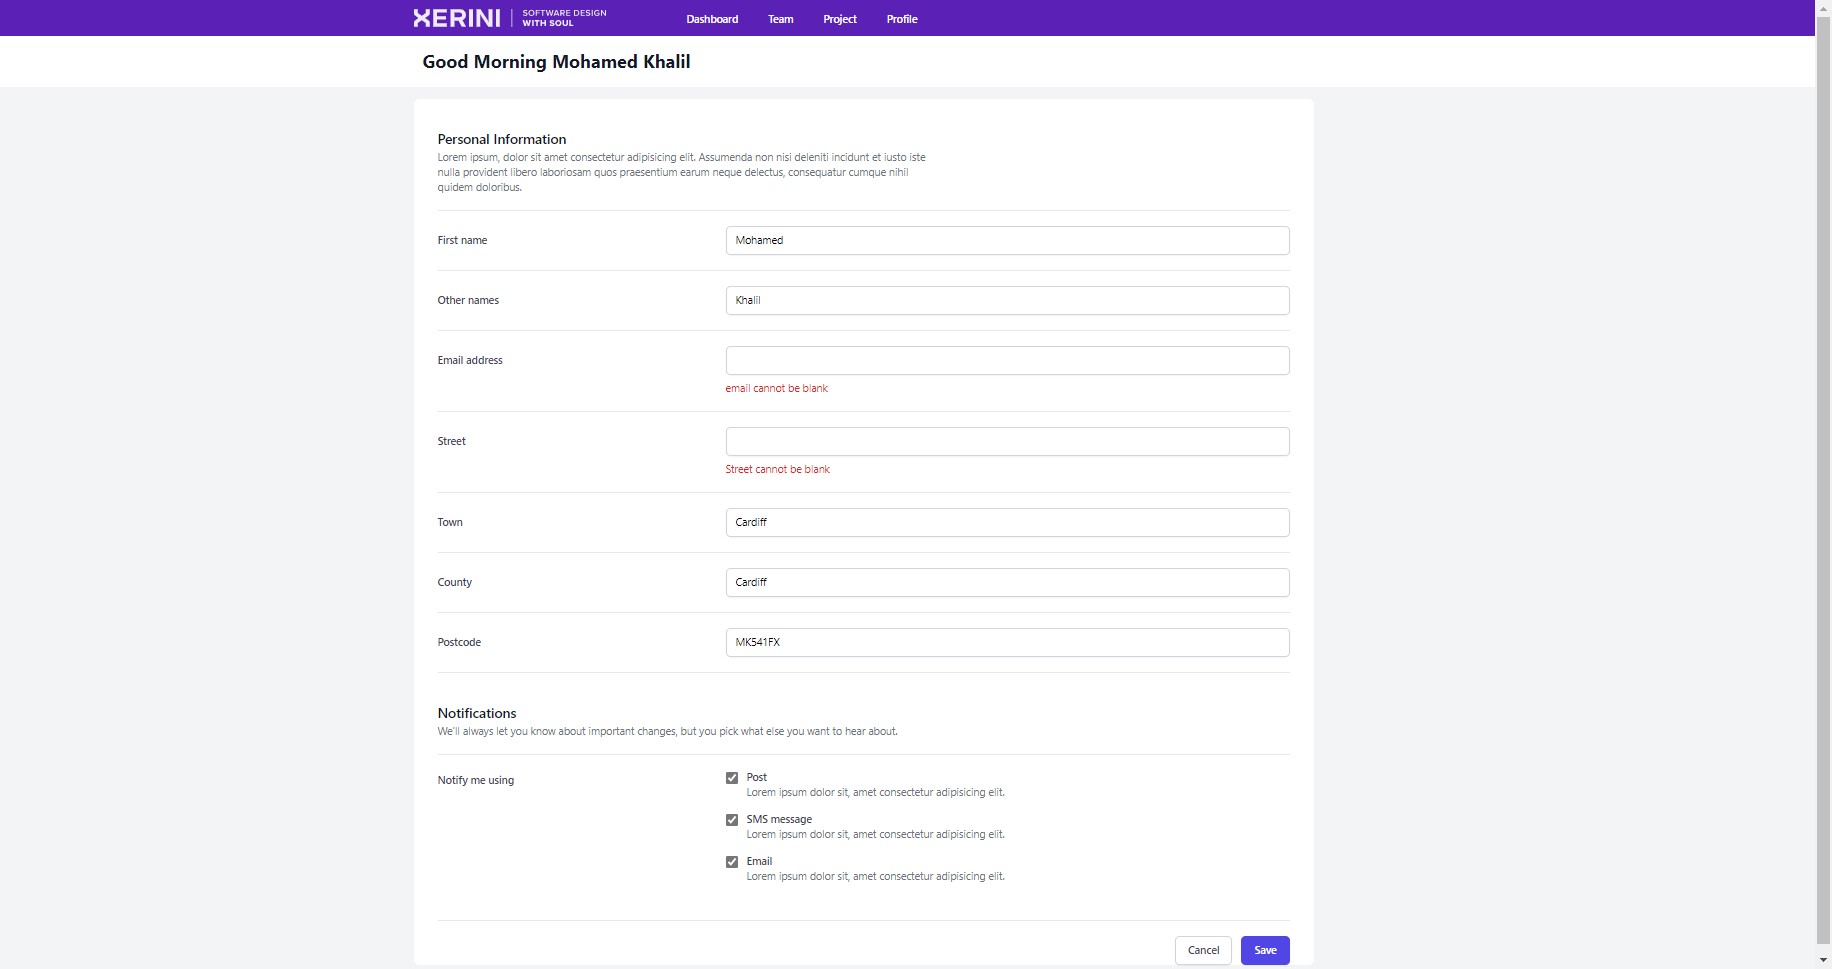 XERINI SOFTWARE DESIGN WITH SOUL Dashboard Team Project Profile
Good Morning Mohamed Khalil
Personal Information
Lorem ipsum, dolor sit amet consectetur adipisicing elit. Assumenda non nisi deleniti incidunt et iusto iste
nulla provident libero laboriosam quos praesentium earum neque delectus, consequatur cumque nihil
quidem doloribus.
First name Mohamed
Other names Khalil
Email address
email cannot be blank
Street
Street cannot be blank
Town Cardiff
County Cardiff
Postcode MK541FX
Notifications
We'll always let you know about important changes, but you pick what else you want to hear about.
Notify me using
Post
Lorem ipsum dolor sit, amet consectetur adipisicing elit.
SMS message
Lorem ipsum dolor sit, amet consectetur adipisicing elit.
Email
Lorem ipsum dolor sit, amet consectetur adipisicing elit.
Cancel Save